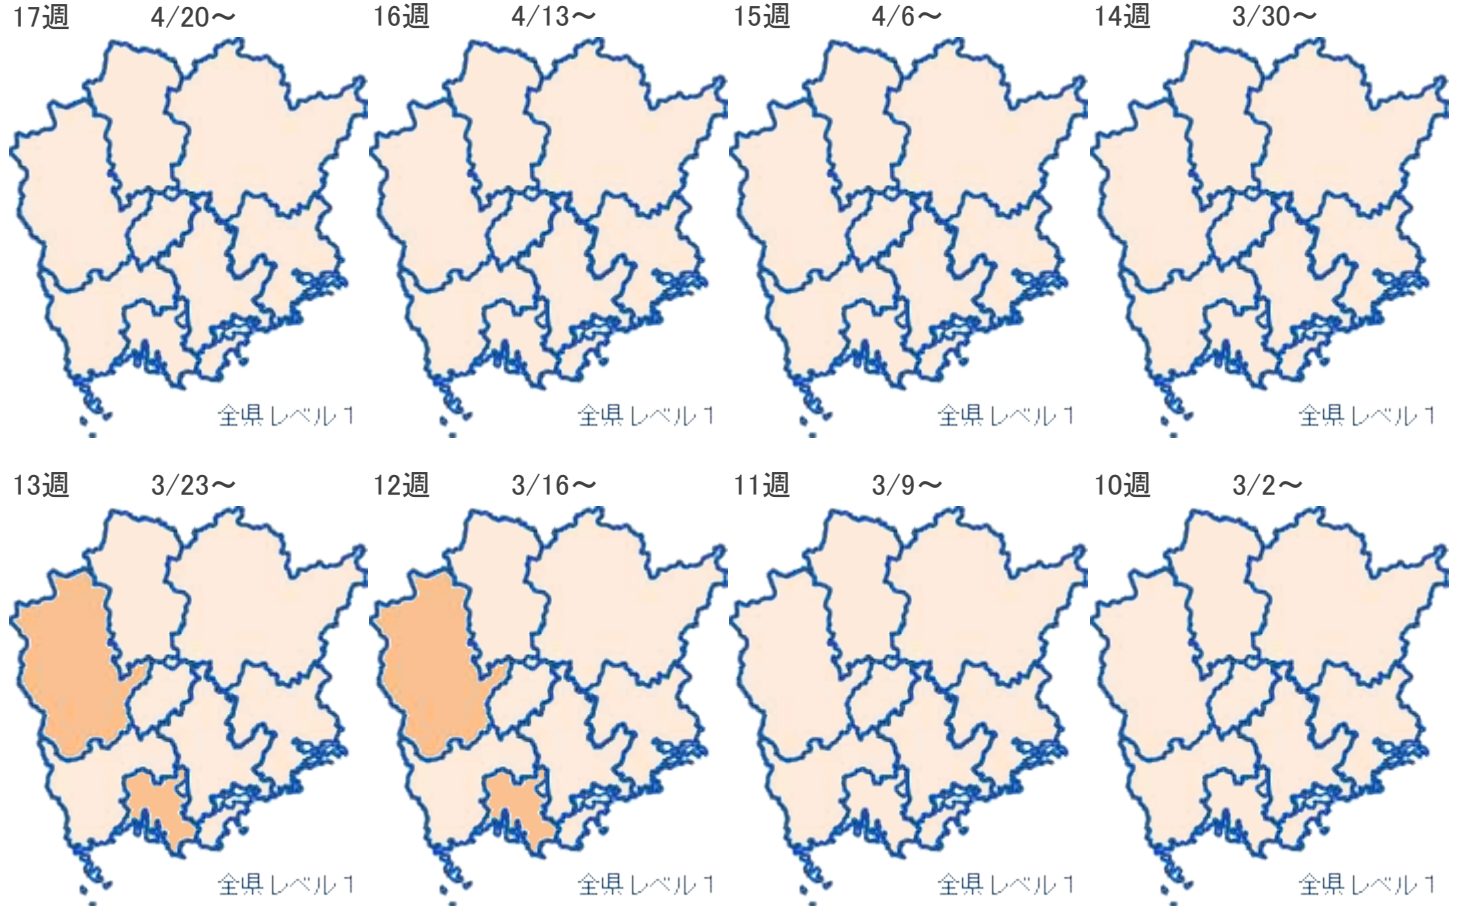 17週 4/20～
16週 4/13～
15週 4/6～
14週 3/30～
全県レベル１
全県レベル１
全県レベル１
全県レベル１
13週 3/23～
12週 3/16～
11週 3/9～
10週 3/2～
全県レベル１
全県レベル１
全県レベル１
全県レベル１